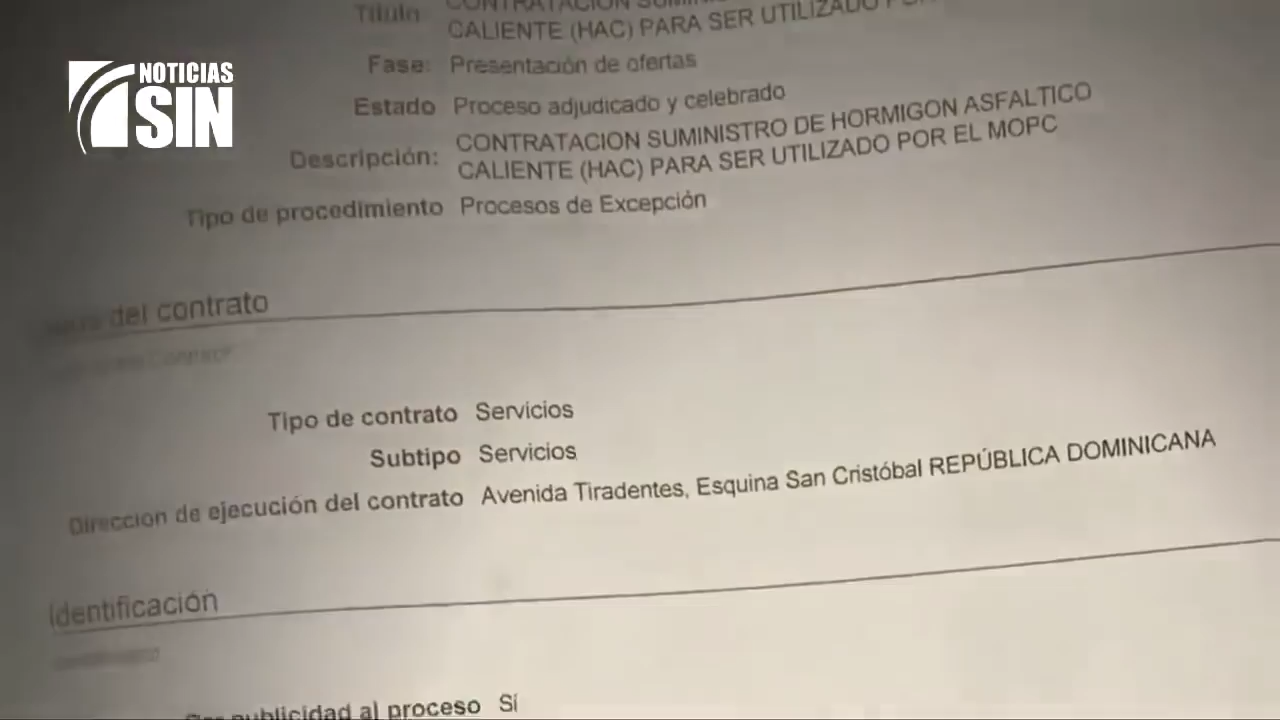 NOTICIAS
SIN
Título CONTRATACION
CALIENTE (HAC) PARA SER UTILIZADO
Fase: Presentación de ofertas
Estado Proceso adjudicado y celebrado
Descripción: CONTRATACION SUMINISTRO DE HORMIGON ASFALTICO
CALIENTE (HAC) PARA SER UTILIZADO POR EL MOPC
Tipo de procedimiento Procesos de Excepción
del contrato
Tipo de contrato Servicios
Subtipo Servicios
Direccion de ejecución del contrato Avenida Tiradentes, Esquina San Cristóbal REPÚBLICA DOMINICANA
Identificación
publicidad al proceso Sí